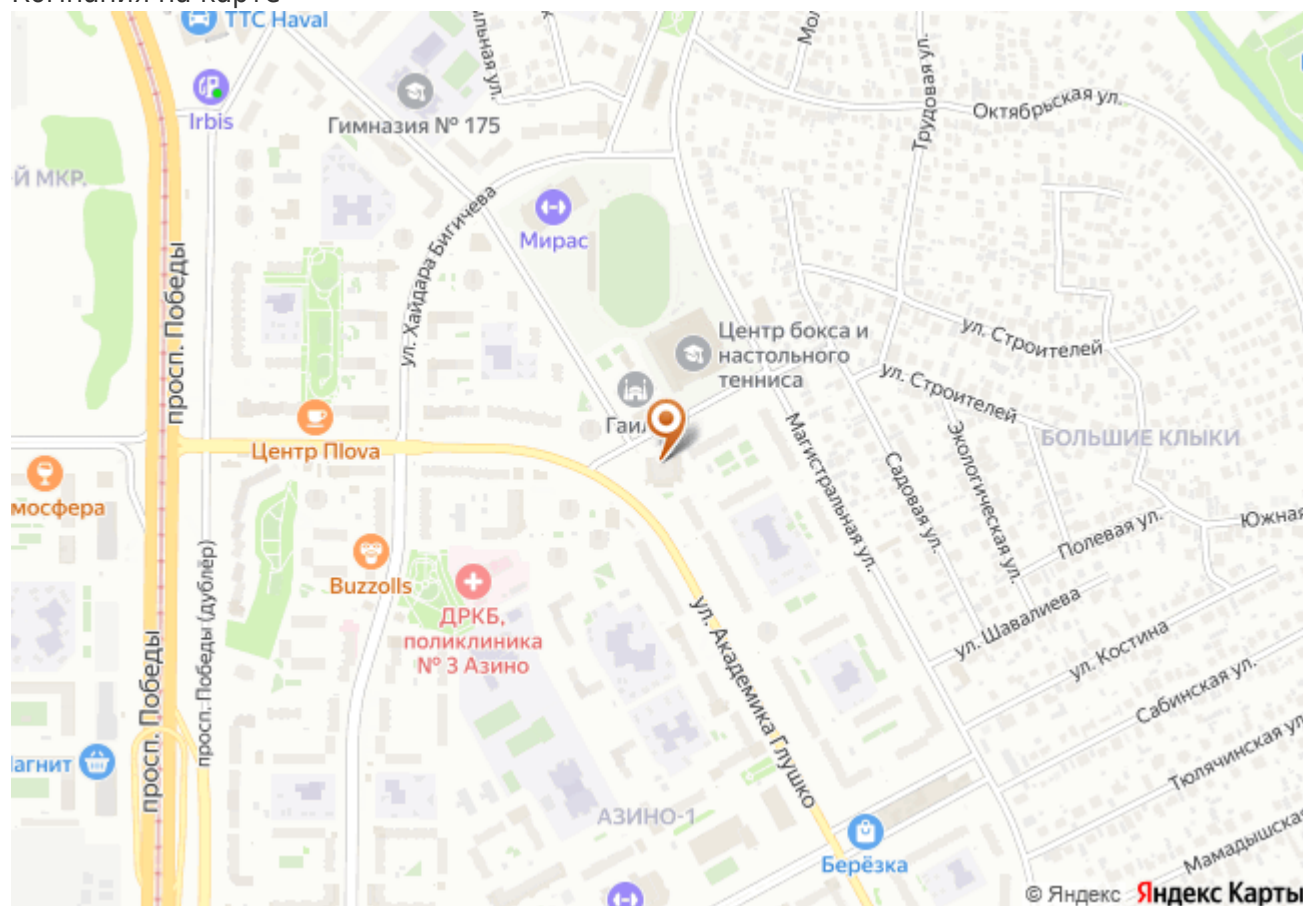 ТТС Haval
Irbis
Гимназия № 175
Й МКР.
ул. Хайдара Бигичева
Мирас
просп. Победы
Трудовая ул.
Октябрьская ул.
Центр бокса и
настольного
тенниса
ул. Строителей
ул. Строителей
БОЛЬШИЕ КЛЫКИ
Центр Пlova
Магистральная ул.
Садовая ул.
Экологическая ул.
Полевая ул.
Южная
мосфера
Buzzolls
ДРКБ,
поликлиника
№ 3 Азино
просп. Победы (дублёр)
ул. Академика Глушко
ул. Шавалиева
ул. Костина
Сабинская ул.
Тюлячинская ул.
Мамадышская
просп. Победы
агнит
АЗИНО-1
Берёзка
© Яндекс Яндекс Карты